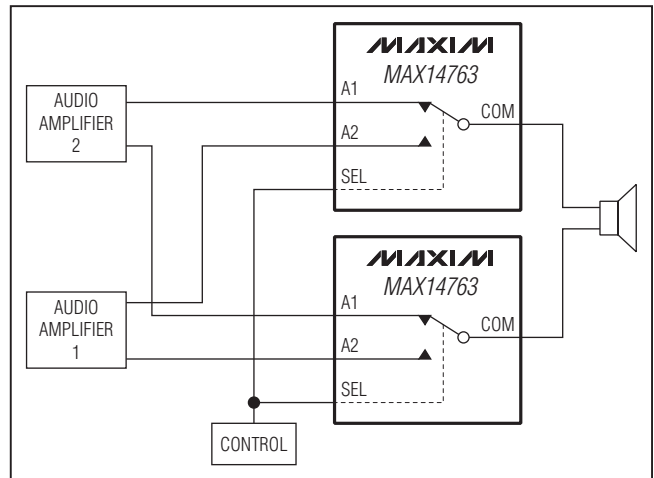 MAXIM
MAX14763
A1
A2
SEL
COM
AUDIO
AMPLIFIER
2
MAXIM
MAX14763
A1
A2
SEL
COM
AUDIO
AMPLIFIER
1
CONTROL